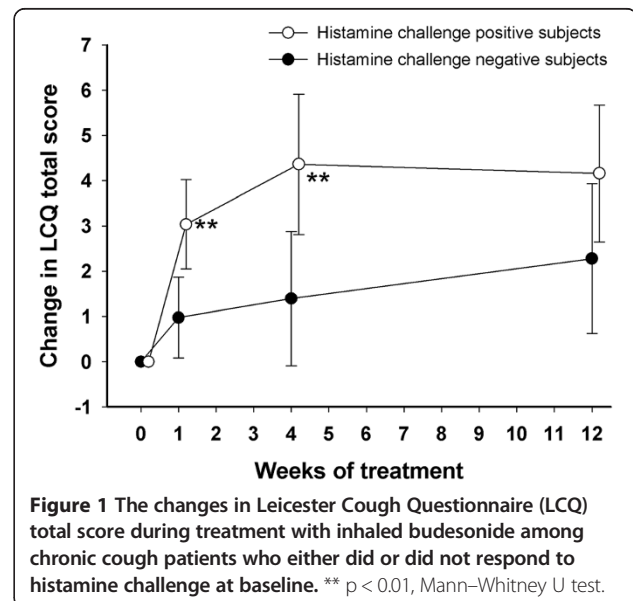 Histamine challenge positive subjects
Histamine challenge negative subjects
7
6
5
4
3
2
1
0
-1
Change in LCQ total score
**
**
0 1 2 3 4 5 6 7 8 9 10 11 12
Weeks of treatment
Figure 1 The changes in Leicester Cough Questionnaire (LCQ)
total score during treatment with inhaled budesonide among
chronic cough patients who either did or did not respond to
histamine challenge at baseline. ** p < 0.01, Mann–Whitney U test.